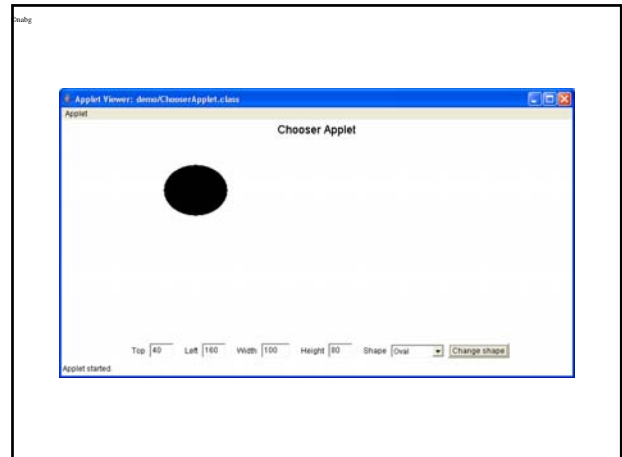 Applet Viewer: demo/ChooserApplet.class
Applet
Chooser Applet
Top 40 Left 160 Width 100 Height 80 Shape Oval Change shape
Applet started.